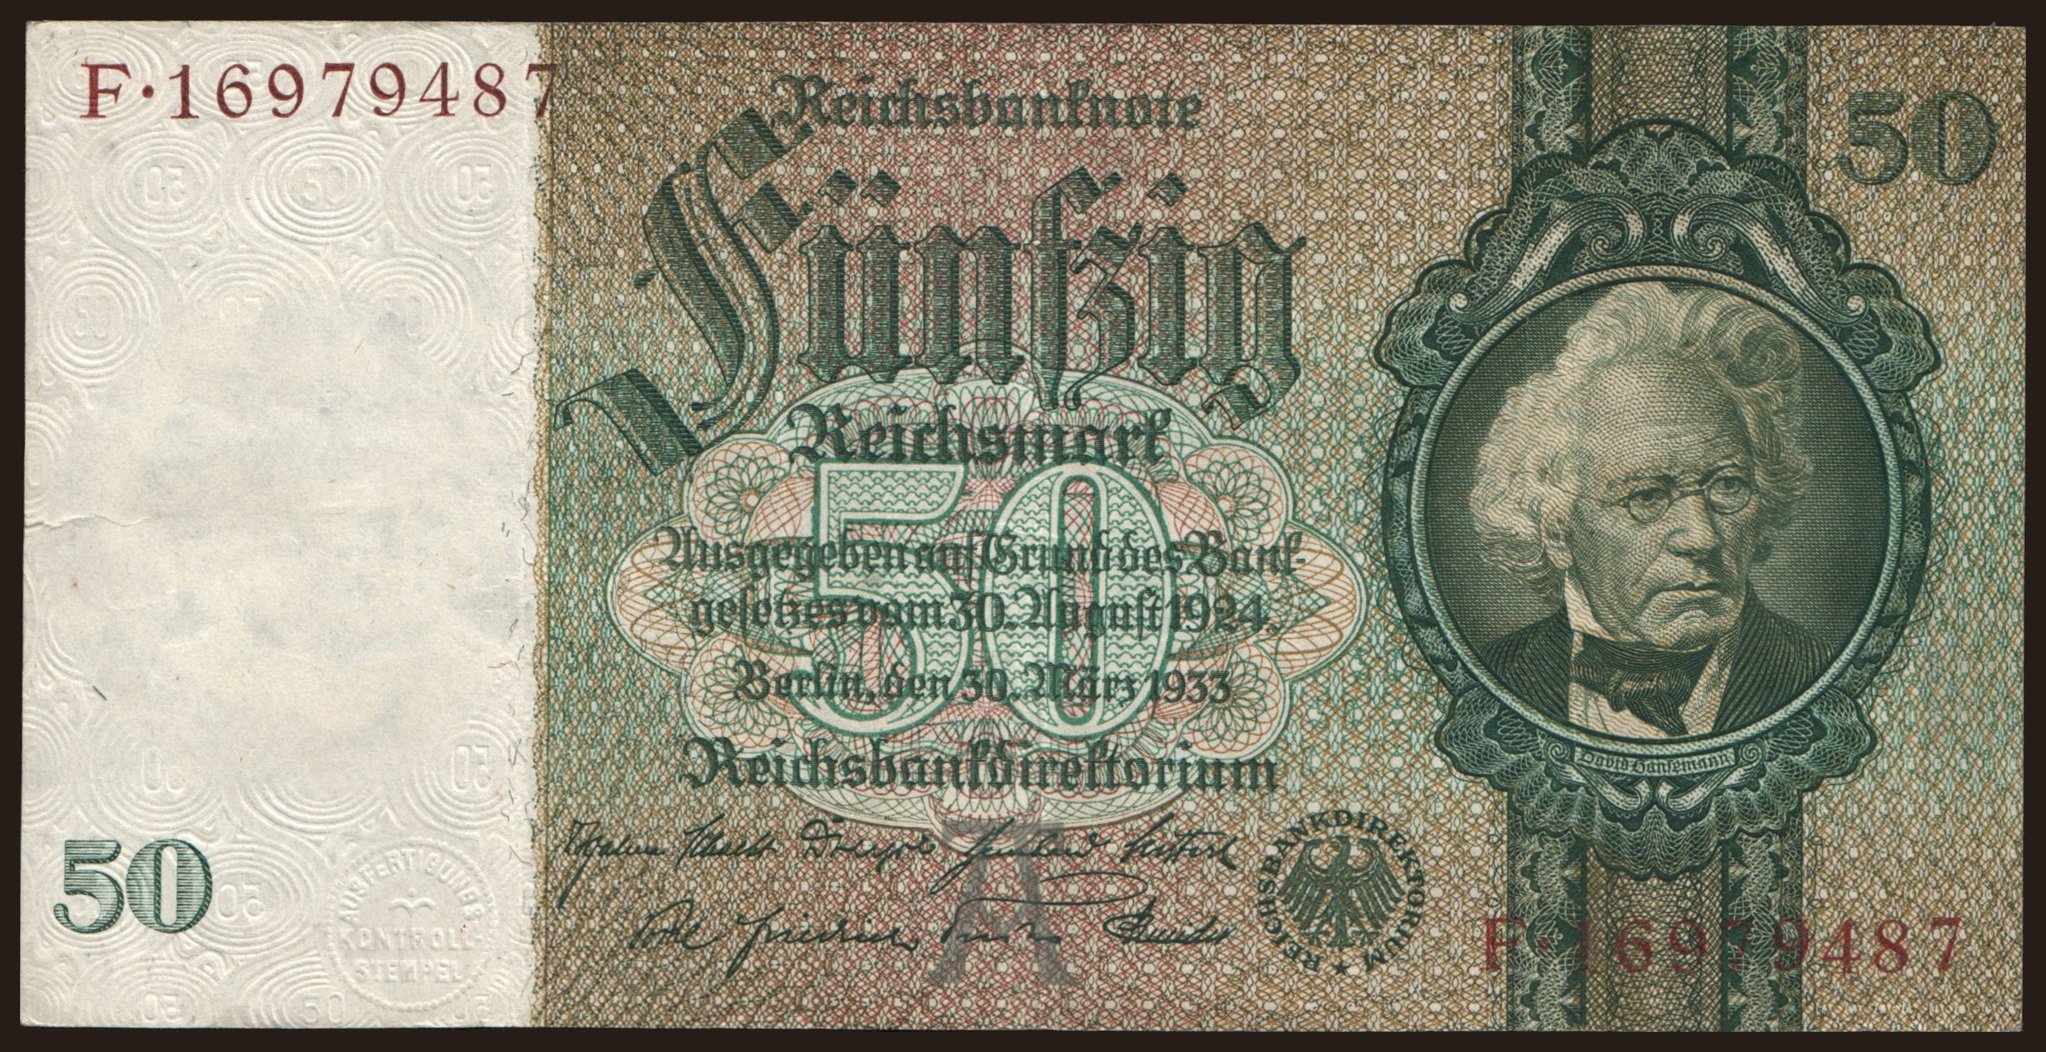 F·16979487
Reichsbanknote
50
Fünfzig
Reichsmark
50
Ausgegeben auf Grund des Bank-
gesetzes vom 30. August 1924.
Berlin, den 30. März 1933
Reichsbankdirektorium
David Hansemann
50
AUSFERTIGUNGS-
KONTROLL-
STEMPEL
A
REICHSBANKDIREKTORIUM
F·16979487